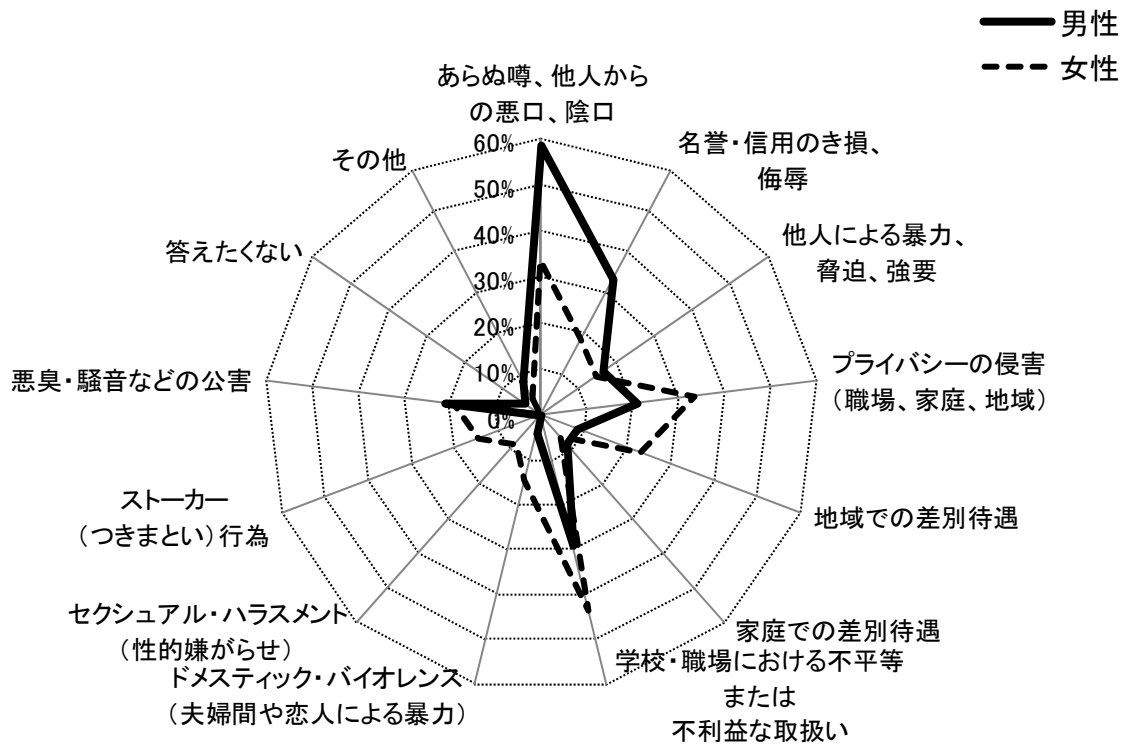 男性
女性
あらぬ噂、他人から
の悪口、陰口
名誉・信用のき損、
侮辱
他人による暴力、
脅迫、強要
プライバシーの侵害
（職場、家庭、地域）
地域での差別待遇
家庭での差別待遇
学校・職場における不平等
または
不利益な取扱い
ドメスティック・バイオレンス
（夫婦間や恋人による暴力）
セクシュアル・ハラスメント
（性的嫌がらせ）
ストーカー
（つきまとい）行為
悪臭・騒音などの公害
答えたくない
その他
60%
50%
40%
30%
20%
10%
0%